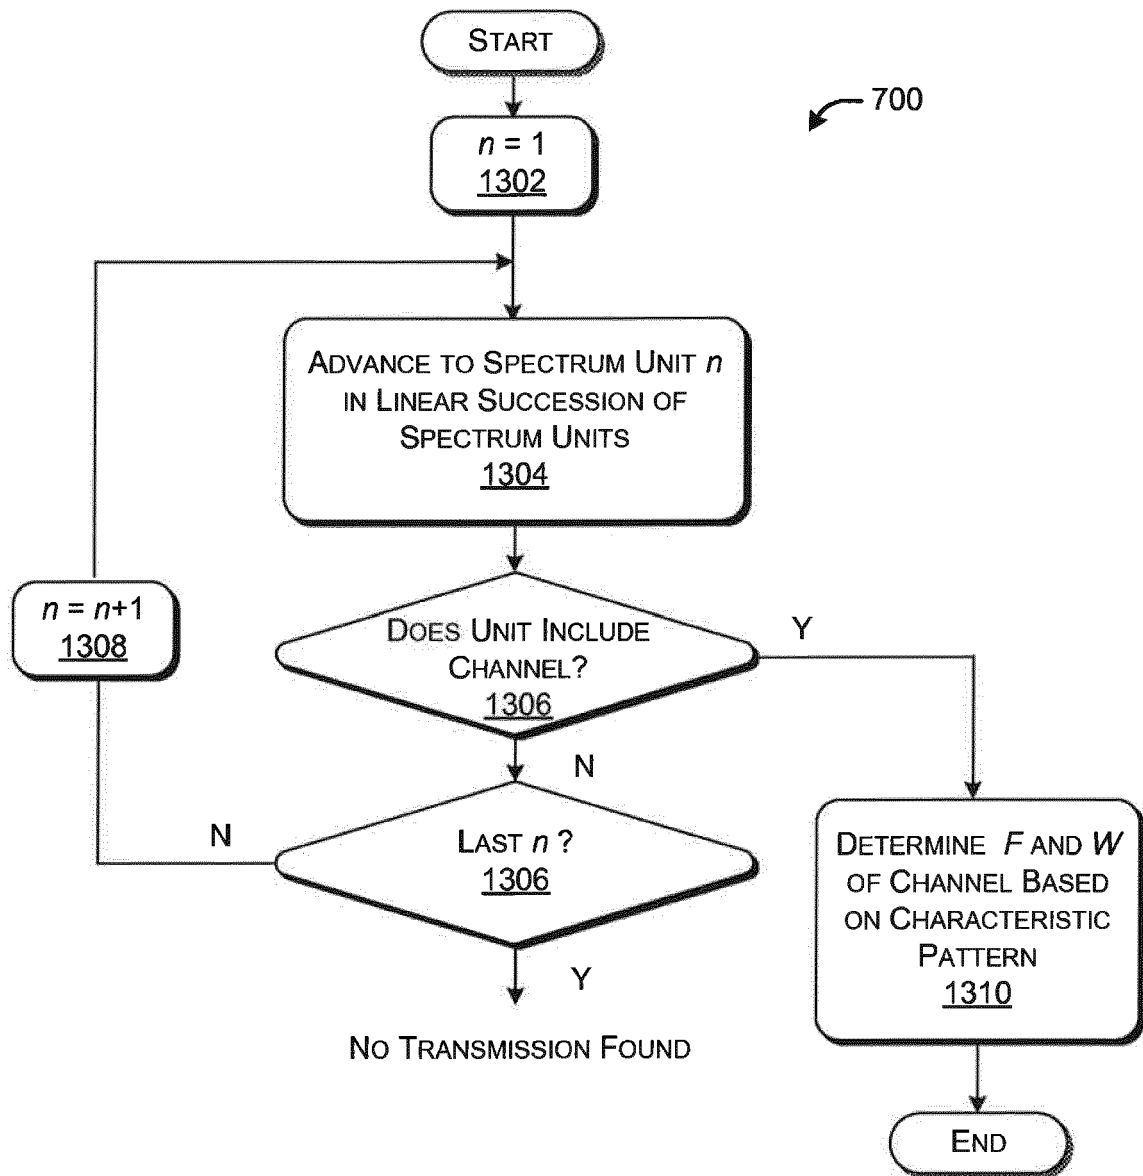 START
700
n = 1
1302
ADVANCE TO SPECTRUM UNIT n
IN LINEAR SUCCESSION OF
SPECTRUM UNITS
1304
n = n+1
1308
DOES UNIT INCLUDE
CHANNEL?
1306
Y
N
LAST n ?
1306
N
Y
NO TRANSMISSION FOUND
DETERMINE F AND W
OF CHANNEL BASED
ON CHARACTERISTIC
PATTERN
1310
END